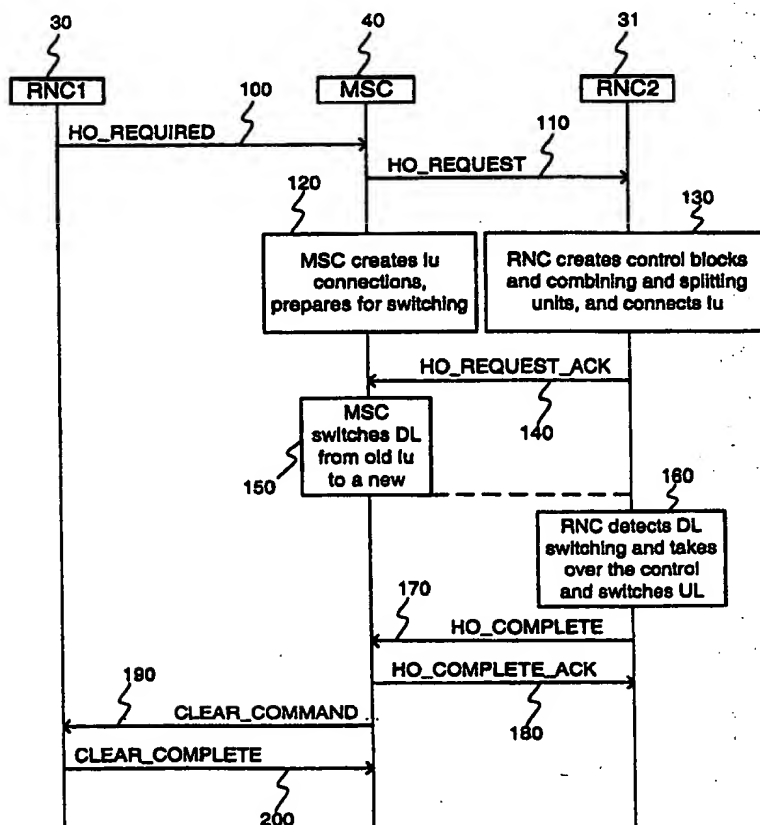 30
40
31
RNC1
MSC
RNC2
100
HO_REQUIRED
110
HO_REQUEST
120
130
MSC creates Iu
connections,
prepares for switching
RNC creates control blocks
and combining and splitting
units, and connects Iu
HO_REQUEST_ACK
140
MSC
switches DL
from old Iu
to a new
150
160
RNC detects DL
switching and takes
over the control
and switches UL
170
HO_COMPLETE
HO_COMPLETE_ACK
180
190
CLEAR_COMMAND
CLEAR_COMPLETE
200